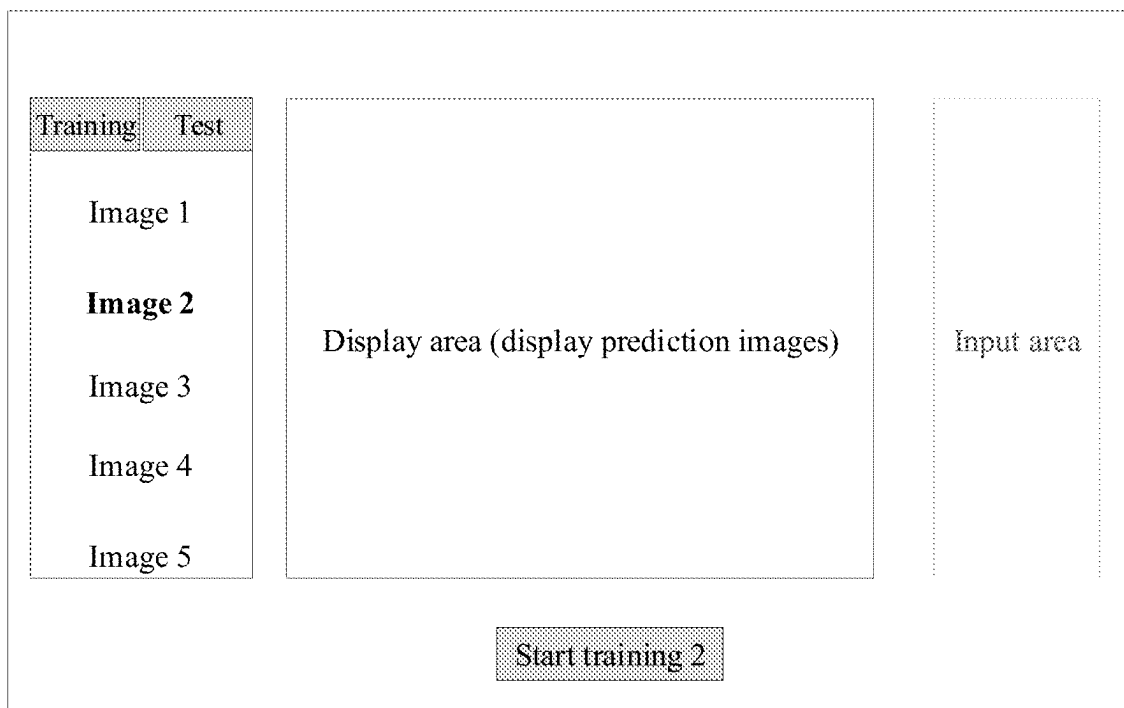 Training Test
Image 1
Image 2
Image 3
Image 4
Image 5
Display area (display prediction images)
Input area
Start training 2